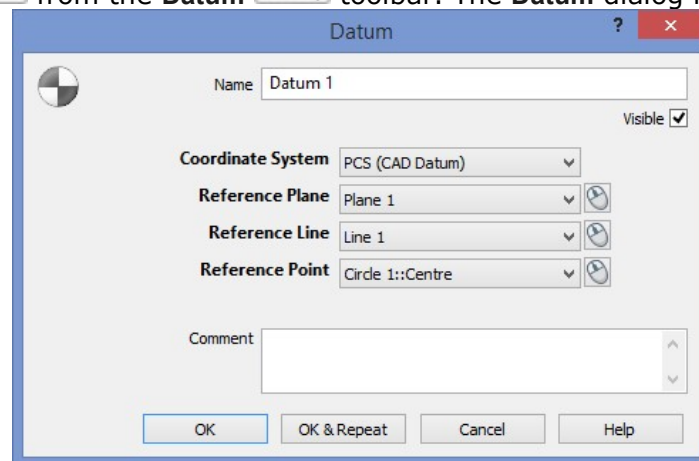 from the Datum toolbar. The Datum dialog
Datum ?
Name Datum 1
Visible
Coordinate System PCS (CAD Datum)
Reference Plane Plane 1
Reference Line Line 1
Reference Point Circle 1::Centre
Comment
OK OK & Repeat Cancel Help